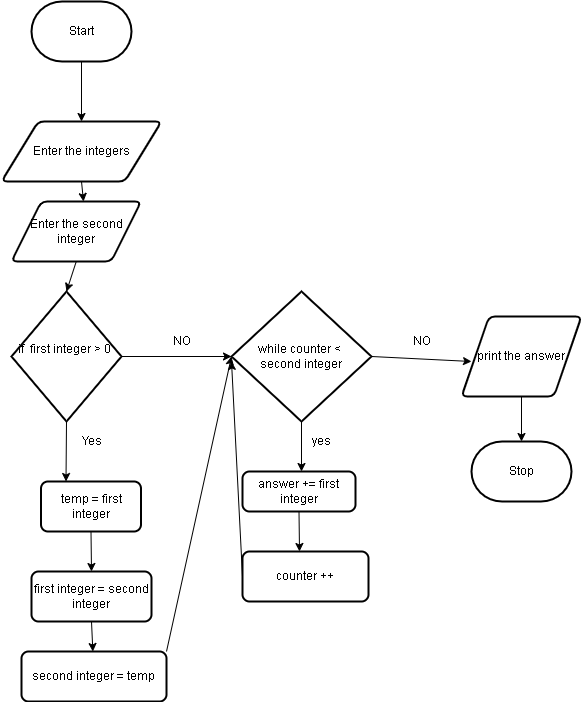 Start
Enter the integers
Enter the second
integer
if first integer > 0
NO
while counter <
second integer
NO
print the answer
Yes
yes
Stop
temp = first
integer
answer += first
integer
first integer = second
integer
counter ++
second integer = temp